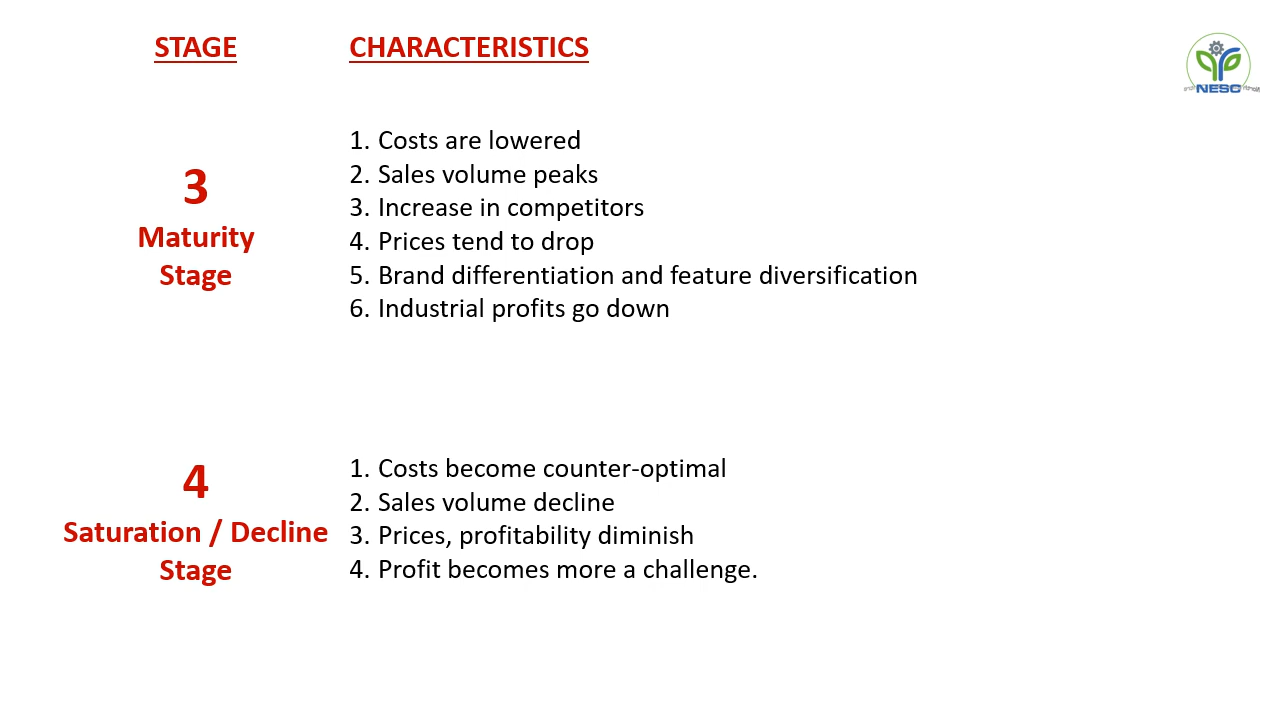 STAGE CHARACTERISTICS
NESC
3
Maturity
Stage
1. Costs are lowered
2. Sales volume peaks
3. Increase in competitors
4. Prices tend to drop
5. Brand differentiation and feature diversification
6. Industrial profits go down
4
Saturation / Decline
Stage
1. Costs become counter-optimal
2. Sales volume decline
3. Prices, profitability diminish
4. Profit becomes more a challenge.